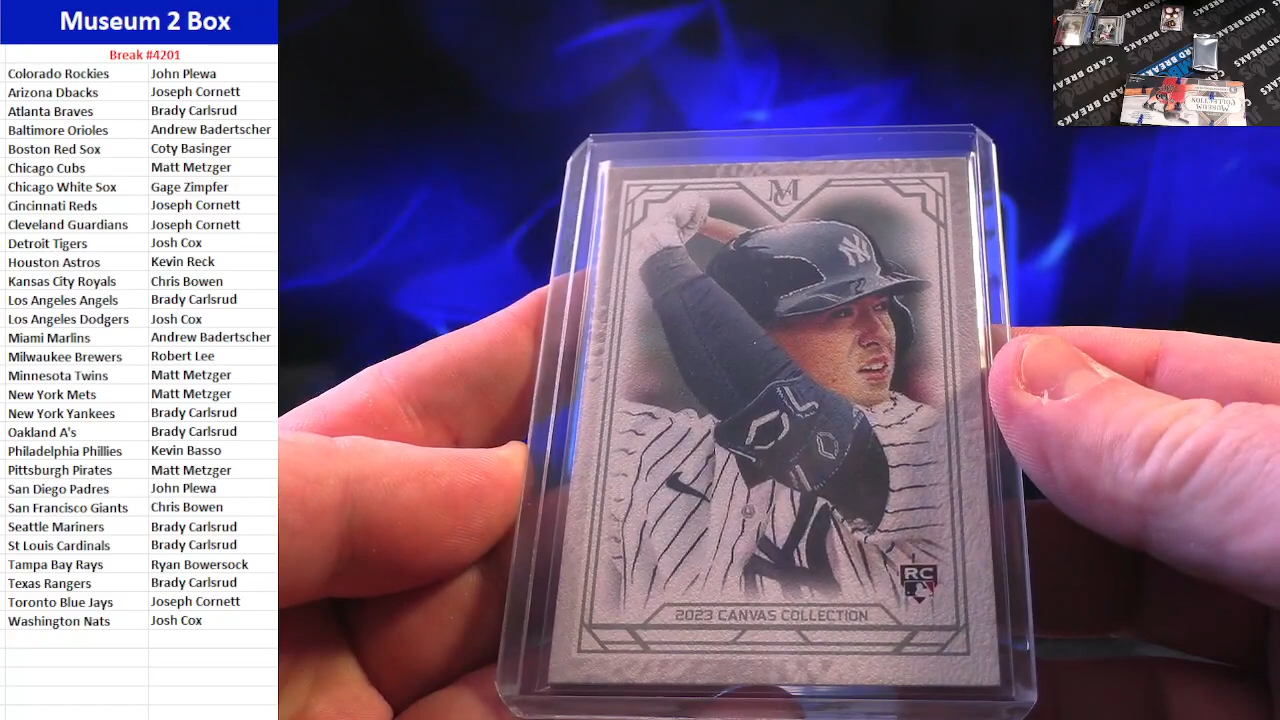 Museum 2 Box
Break #4201
Colorado Rockies John Plewa
Arizona Dbacks Joseph Cornett
Atlanta Braves Brady Carlsrud
Baltimore Orioles Andrew Badertscher
Boston Red Sox Coty Basinger
Chicago Cubs Matt Metzger
Chicago White Sox Gage Zimpfer
Cincinnati Reds Joseph Cornett
Cleveland Guardians Joseph Cornett
Detroit Tigers Josh Cox
Houston Astros Kevin Reck
Kansas City Royals Chris Bowen
Los Angeles Angels Brady Carlsrud
Los Angeles Dodgers Josh Cox
Miami Marlins Andrew Badertscher
Milwaukee Brewers Robert Lee
Minnesota Twins Matt Metzger
New York Mets Matt Metzger
New York Yankees Brady Carlsrud
Oakland A's Brady Carlsrud
Philadelphia Phillies Kevin Basso
Pittsburgh Pirates Matt Metzger
San Diego Padres John Plewa
San Francisco Giants Chris Bowen
Seattle Mariners Brady Carlsrud
St Louis Cardinals Brady Carlsrud
Tampa Bay Rays Ryan Bowersock
Texas Rangers Brady Carlsrud
Toronto Blue Jays Joseph Cornett
Washington Nats Josh Cox
MC
NY
RC
2023 CANVAS COLLECTION
CARD BREAKS
MUSEUM
COLLECTION